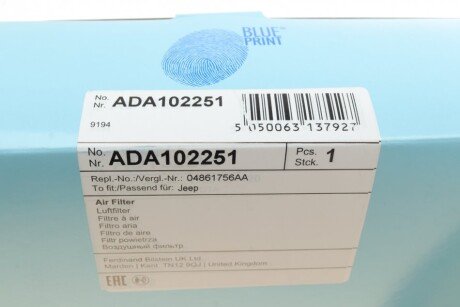 BLUE
PRINT
No.
Nr. ADA102251
9194
5 050063 137927
No.
Nr. ADA102251
Pcs.
Stck. 1
Repl.-No.:/Vergl.-Nr.: 04861756AA
To fit:/Passend für: Jeep
Air Filter
Luftfilter
Filtre à air
Filtro aria
Filtro de aire
Filtr powietrza
Воздушный фильтр
Ferdinand Bilstein UK Ltd.
Marden | Kent TN12 9QJ | United Kingdom
EAC